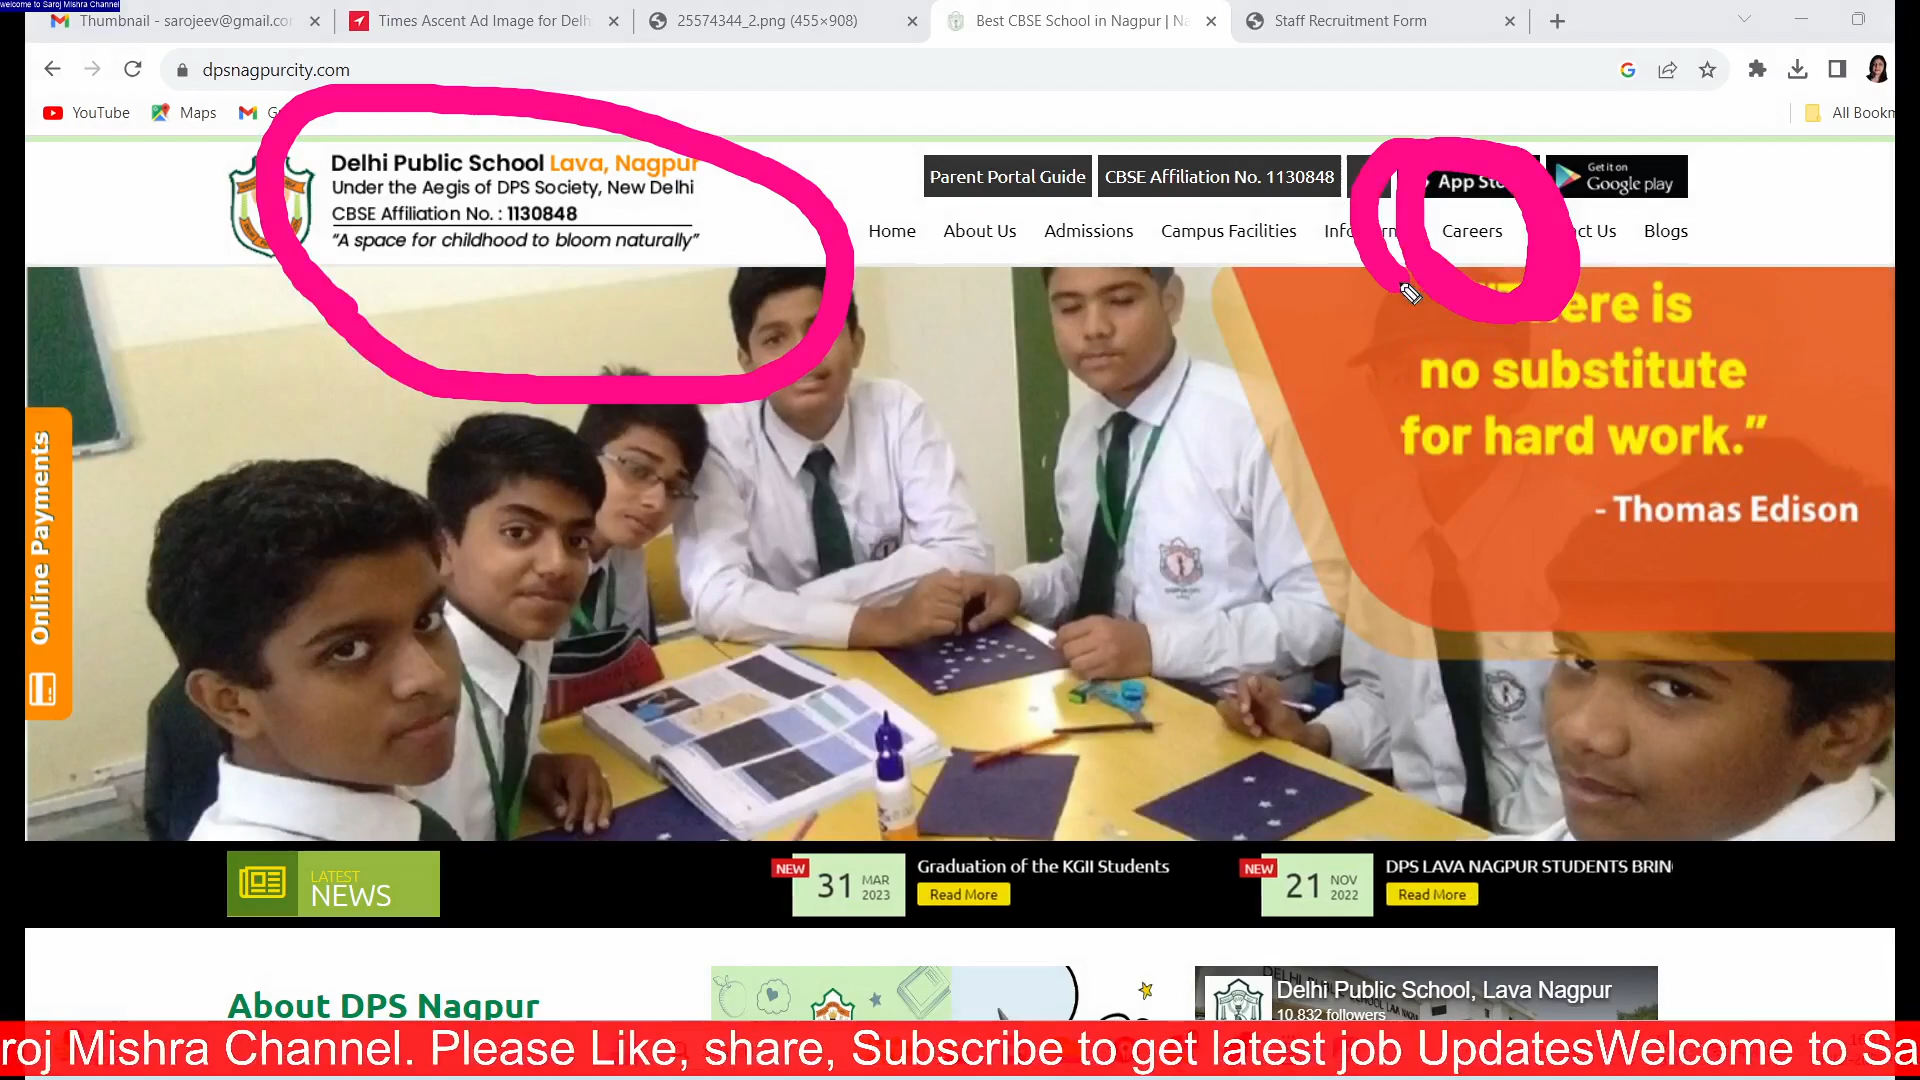 welcome to Saroj Mishra Channel
Thumbnail - sarojeev@gmail.co
Times Ascent Ad Image for Delh
25574344_2.png (455×908)
Best CBSE School in Nagpur | Na
Staff Recruitment Form
dpsnagpurcity.com
YouTube
Maps
All Bookm
Delhi Public School Lava, Nagpur
Under the Aegis of DPS Society, New Delhi
CBSE Affiliation No. : 1130848
“A space for childhood to bloom naturally”
Parent Portal Guide
CBSE Affiliation No. 1130848
App Sto
Get it on
Google play
Home
About Us
Admissions
Campus Facilities
Careers
Us
Blogs
ere is
no substitute
for hard work.”
- Thomas Edison
Online Payments
LATEST
NEWS
NEW
31 MAR
2023
Graduation of the KGII Students
Read More
NEW
21 NOV
2022
DPS LAVA NAGPUR STUDENTS BRIN
Read More
About DPS Nagpur
Delhi Public School, Lava Nagpur
10,832 followers
roj Mishra Channel. Please Like, share, Subscribe to get latest job UpdatesWelcome to Sa